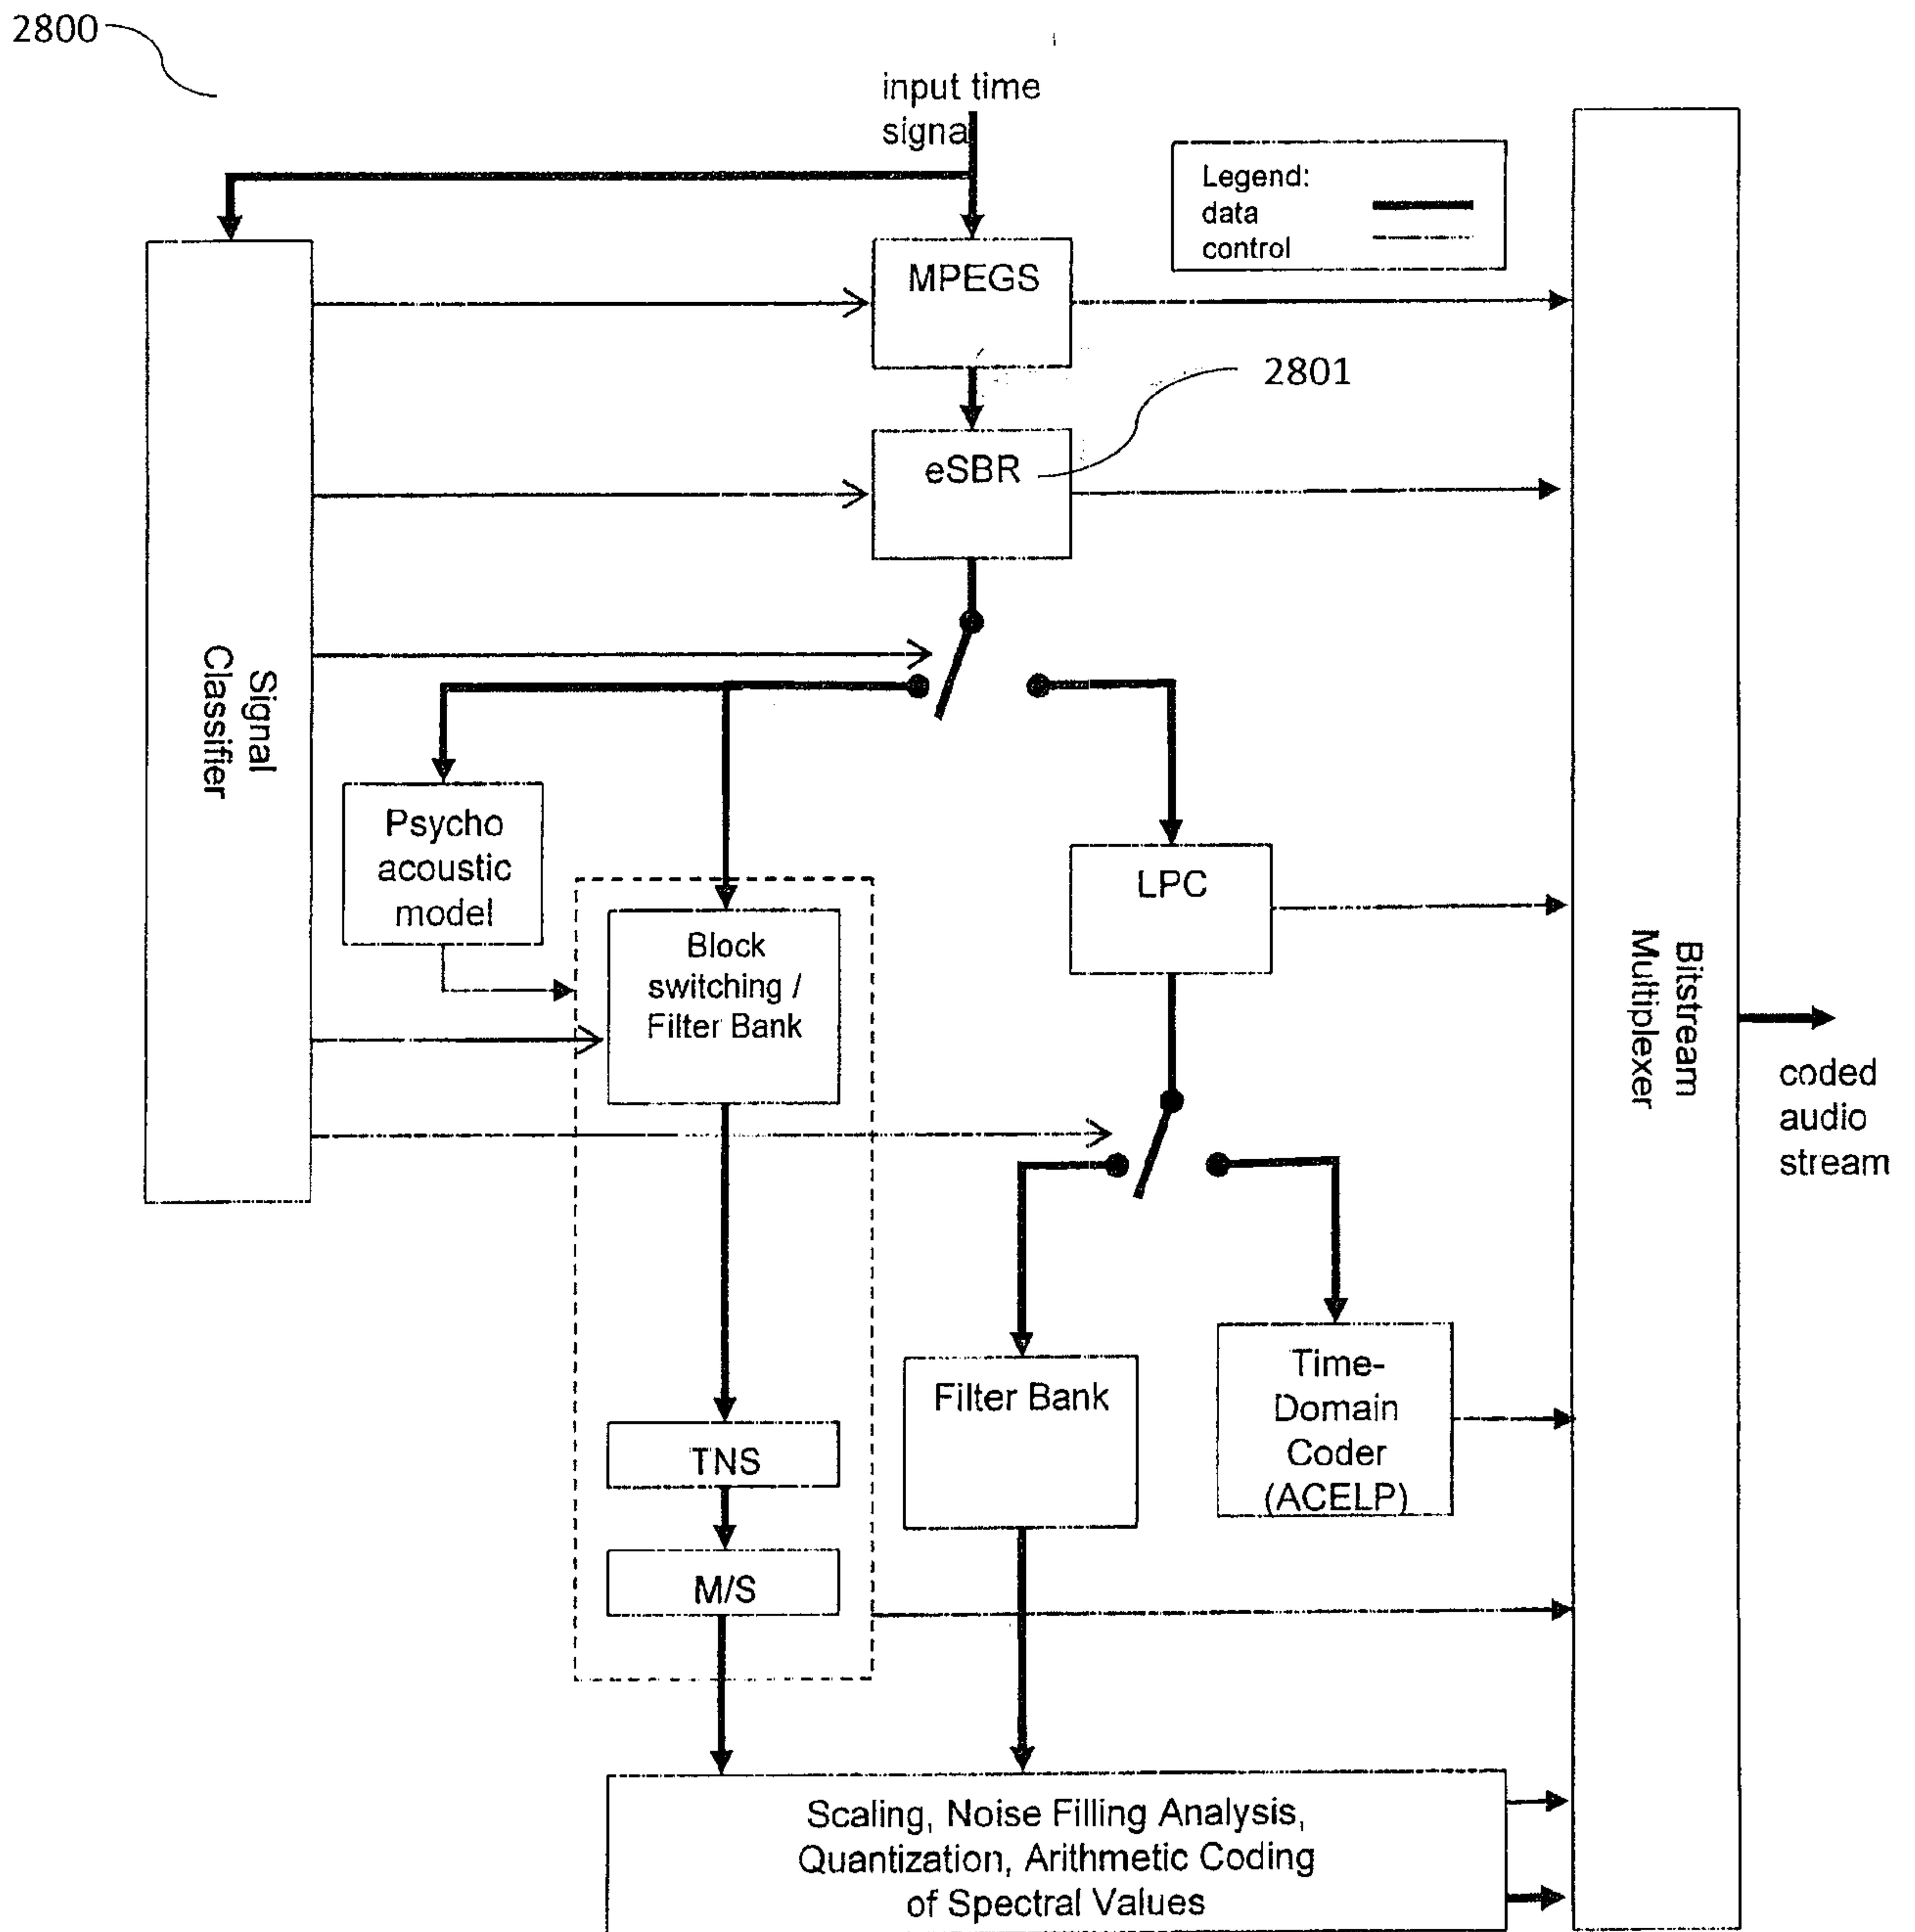 2800
input time
signal
Legend:
data
control
MPEGS
2801
eSBR
Signal
Classifier
Psycho
acoustic
model
Block
switching /
Filter Bank
LPC
Bitstream
Multiplexer
coded
audio
stream
Filter Bank
Time-
Domain
Coder
(ACELP)
TNS
M/S
Scaling, Noise Filling Analysis,
Quantization, Arithmetic Coding
of Spectral Values